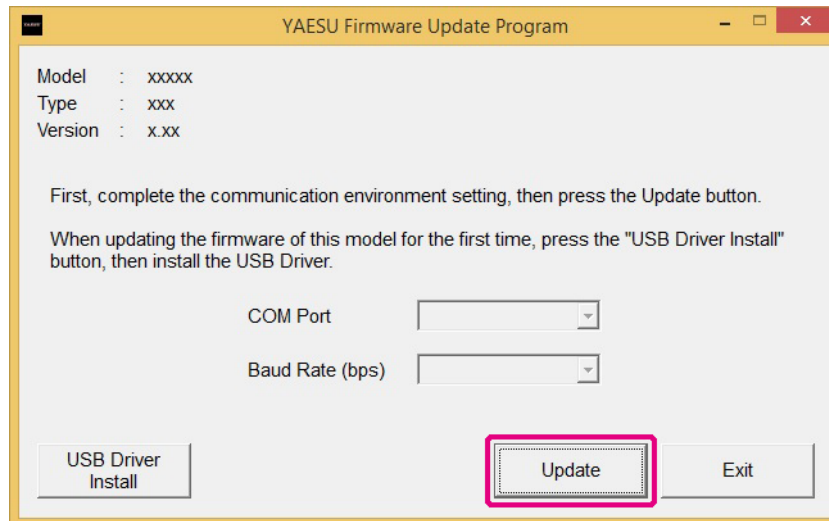 YAESU Firmware Update Program
Model : xxxxx
Type : xxx
Version : x.xx
First, complete the communication environment setting, then press the Update button.
When updating the firmware of this model for the first time, press the "USB Driver Install"
button, then install the USB Driver.
COM Port
Baud Rate (bps)
USB Driver
Install
Update
Exit